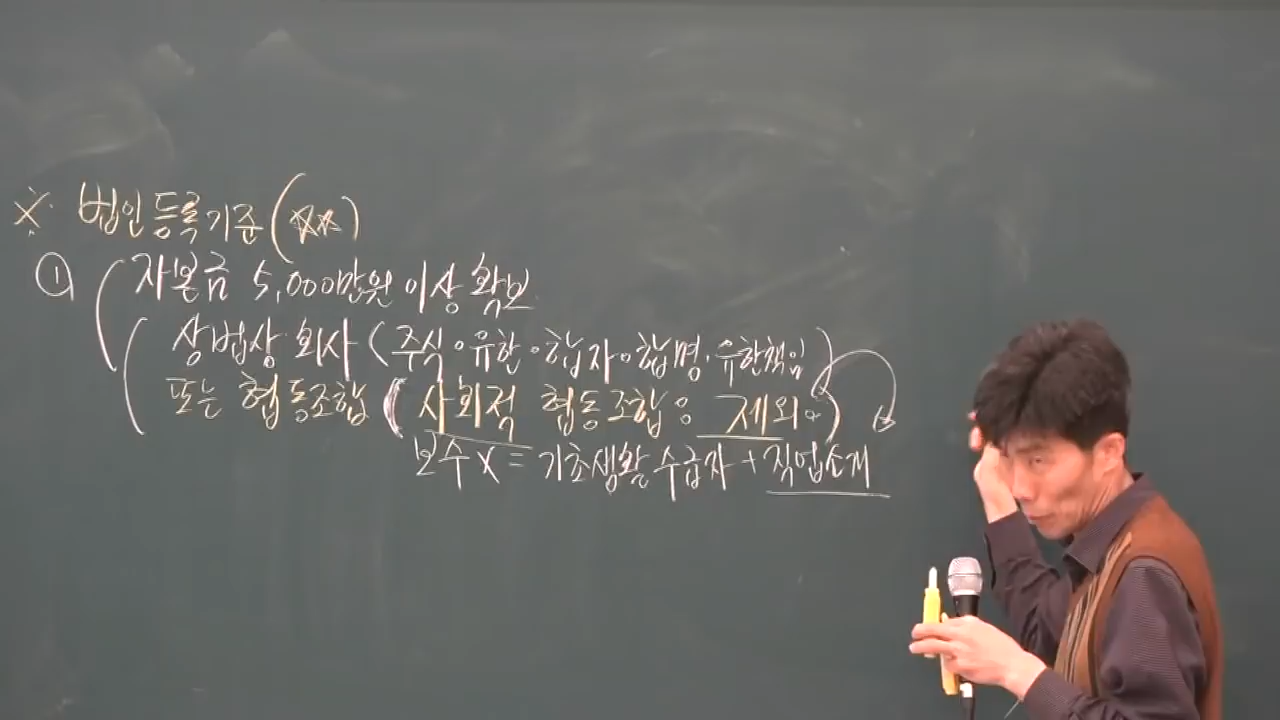 ※ 법인등록기준(☆☆)
① 자본금 5,000만원 이상 확보
상법상 회사 (주식·유한·합자·합명·유한책임)
또는 협동조합 (사회적 협동조합은 제외.)
보수X = 기초생활수급자 + 직업소개